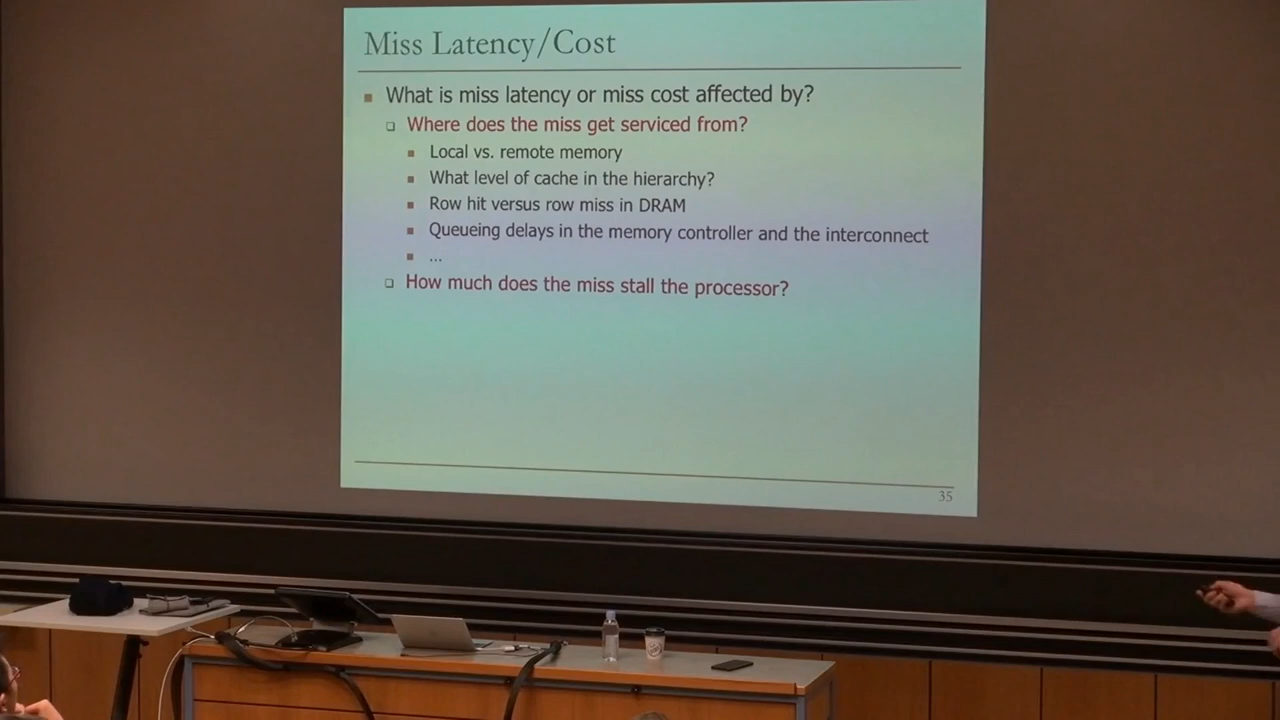 Miss Latency/Cost
What is miss latency or miss cost affected by?
Where does the miss get serviced from?
Local vs. remote memory
What level of cache in the hierarchy?
Row hit versus row miss in DRAM
Queueing delays in the memory controller and the interconnect
...
How much does the miss stall the processor?
35